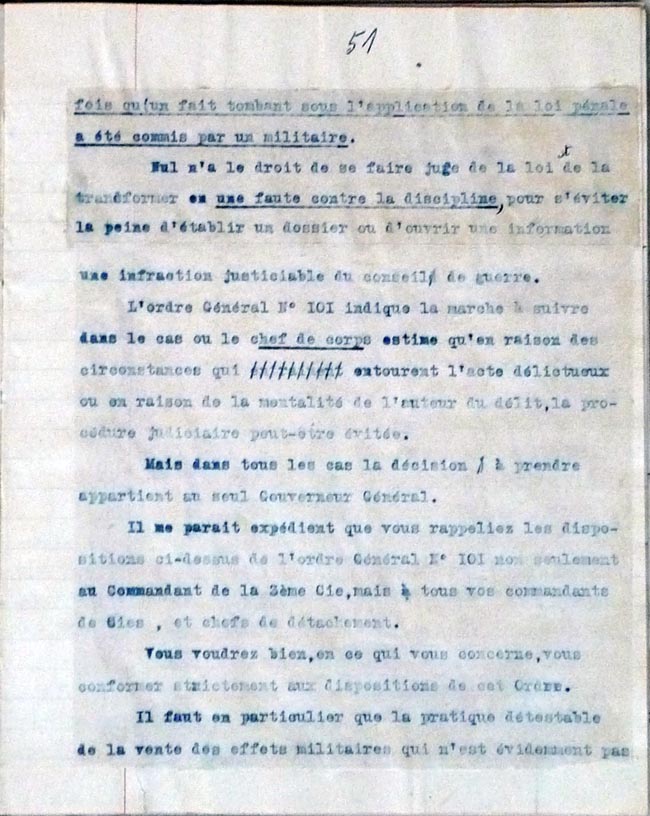 51
fois qu(un fait tombant sous l'application de la loi pénale
a été commis par un militaire.
Nul n'a le droit de se faire juge de la loi et de la
transformer en une faute contre la discipline, pour s'éviter
la peine d'établir un dossier ou d'ouvrir une information
une infraction justiciable du conseil de guerre.
L'ordre Général N° IOI indique la marche à suivre
dans le cas ou le chef de corps estime qu'en raison des
circonstances qui entourent l'acte délictueux
ou en raison de la mentalité de l'auteur du délit,la pro-
cédure judiciaire peut-être évitée.
Mais dans tous les cas la décision à prendre
appartient au seul Gouverneur Général.
Il me parait expédient que vous rappeliez les dispo-
sitions ci-dessus de l'ordre Général N° IOI non seulement
au Commandant de la 3ème Cie,mais à tous vos commandants
de Cies , et chefs de détachement.
Vous voudrez bien,en ce qui vous concerne,vous
conformer strictement aux dispositions de cet Ordre.
Il faut en particulier que la pratique détestable
de la vente des effets militaires qui n'est évidemment pas